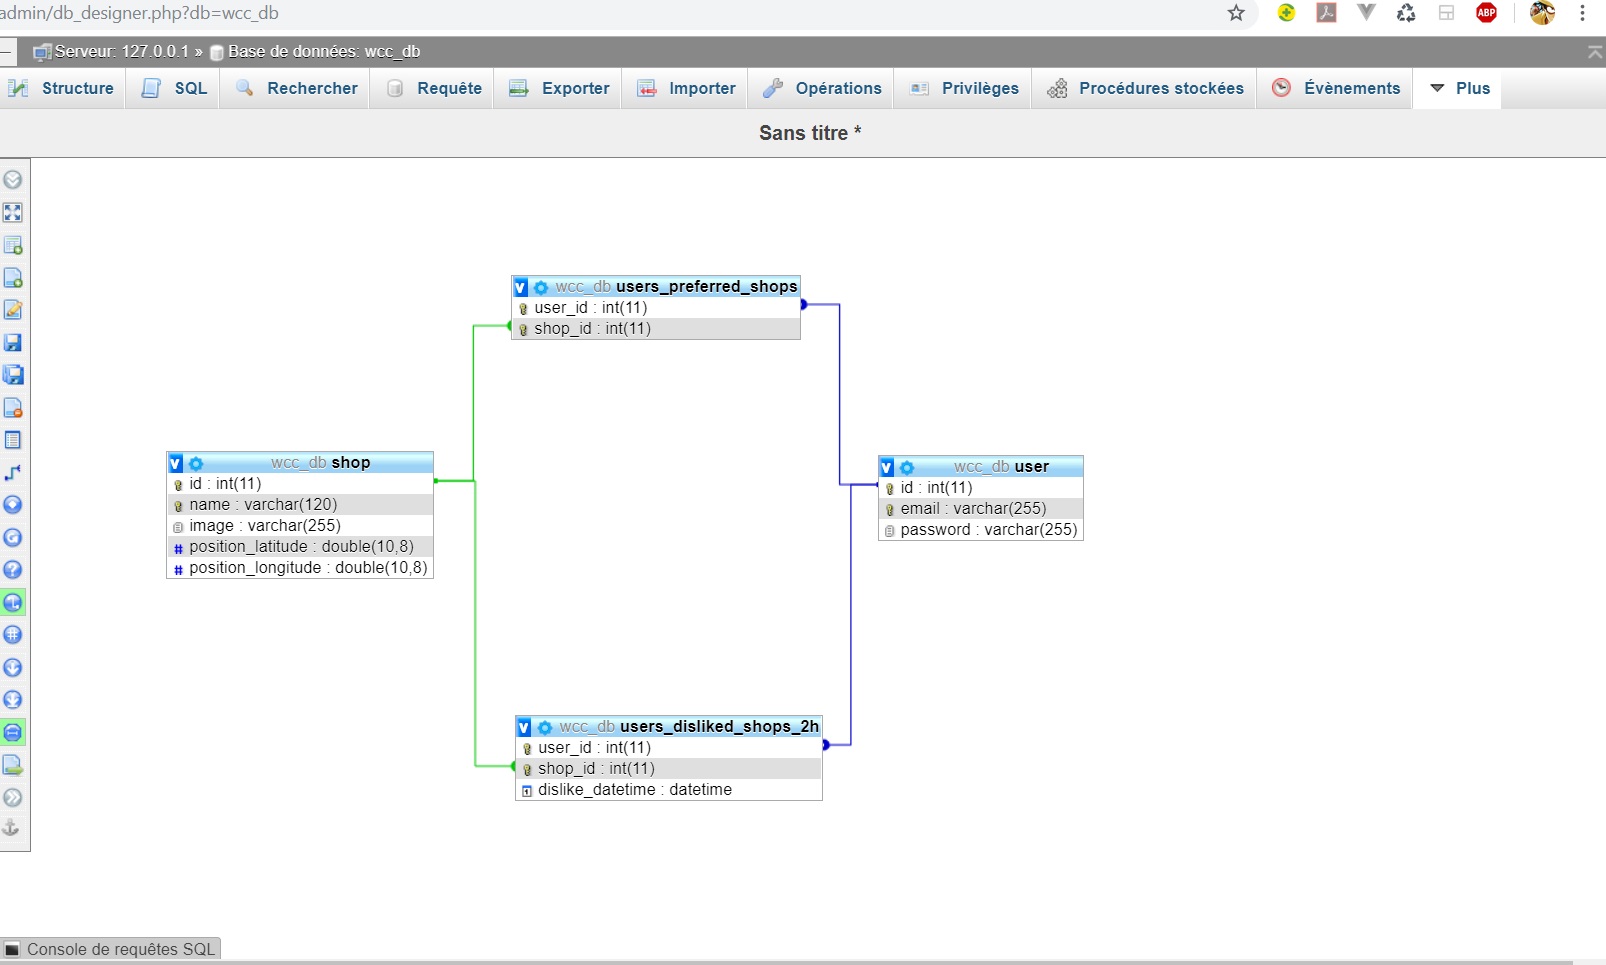 admin/db_designer.php?db=wcc_db
ABP
Serveur: 127.0.0.1 » Base de données: wcc_db
Structure SQL Rechercher Requête Exporter Importer Opérations Privilèges Procédures stockées Évènements Plus
Sans titre *
wcc_db users_preferred_shops
user_id : int(11)
shop_id : int(11)
wcc_db shop
id : int(11)
name : varchar(120)
image : varchar(255)
position_latitude : double(10,8)
position_longitude : double(10,8)
wcc_db user
id : int(11)
email : varchar(255)
password : varchar(255)
wcc_db users_disliked_shops_2h
user_id : int(11)
shop_id : int(11)
dislike_datetime : datetime
Console de requêtes SQL